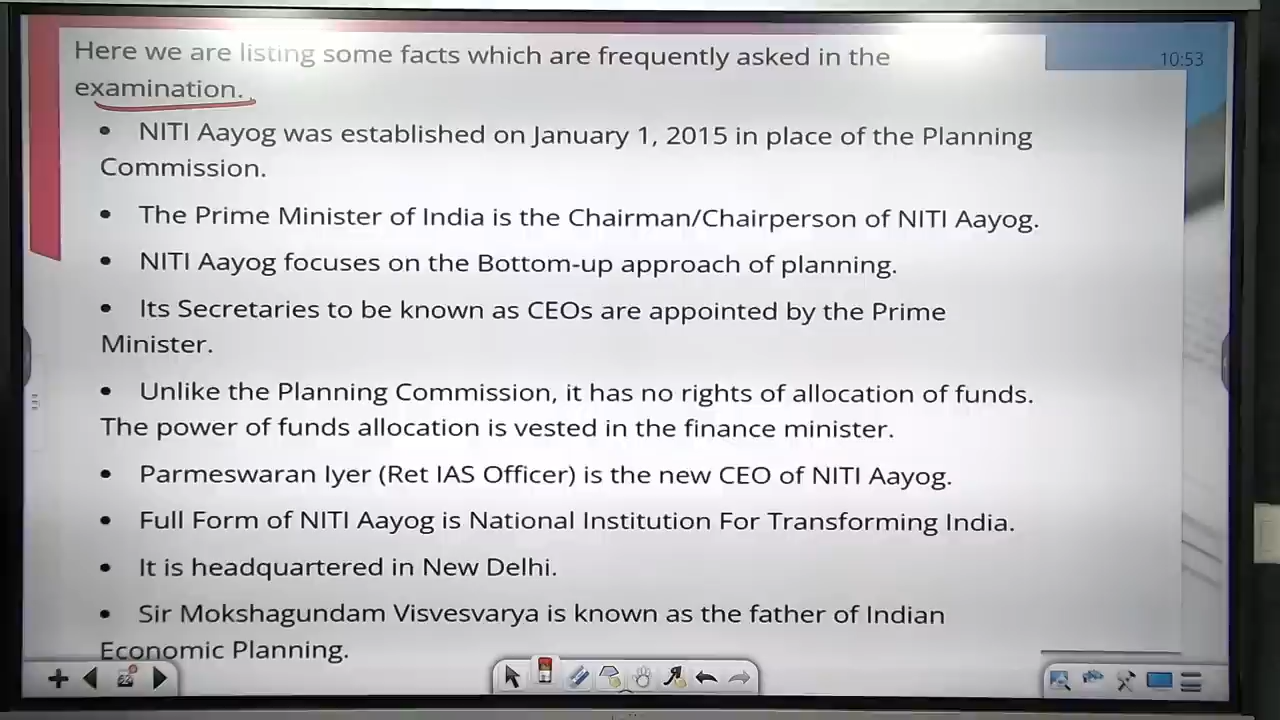 Here we are listing some facts which are frequently asked in the
examination.
10:53
• NITI Aayog was established on January 1, 2015 in place of the Planning
Commission.
• The Prime Minister of India is the Chairman/Chairperson of NITI Aayog.
• NITI Aayog focuses on the Bottom-up approach of planning.
• Its Secretaries to be known as CEOs are appointed by the Prime
Minister.
• Unlike the Planning Commission, it has no rights of allocation of funds.
The power of funds allocation is vested in the finance minister.
• Parmeswaran Iyer (Ret IAS Officer) is the new CEO of NITI Aayog.
• Full Form of NITI Aayog is National Institution For Transforming India.
• It is headquartered in New Delhi.
• Sir Mokshagundam Visvesvarya is known as the father of Indian
Economic Planning.